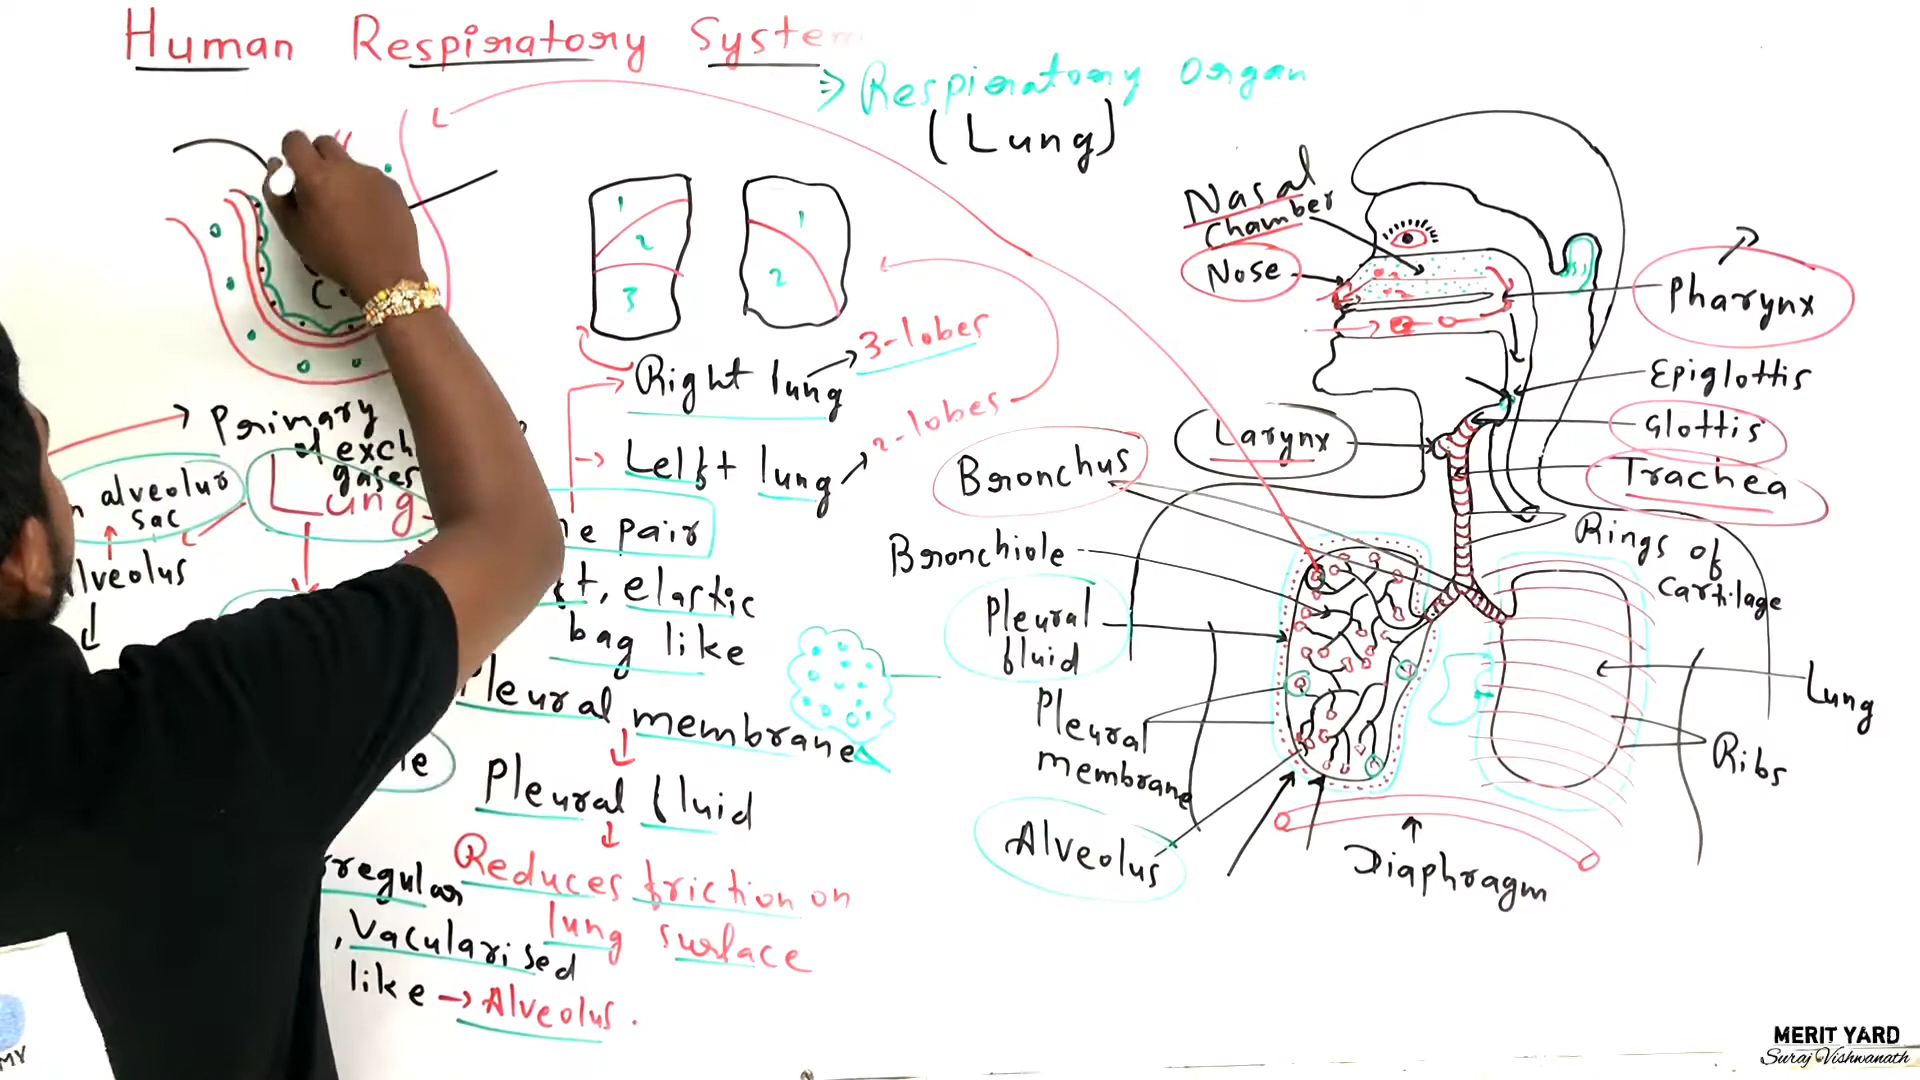 Human Respiratory System
⇒ Respiratory organ
(Lung)
1
2
3
1
2
Right lung → 3-lobes
Left lung → 2-lobes
Primary
exch
gases
Lung
alveolus
sac
pair
elastic
bag like
Pleural membrane
Pleural fluid
Reduces friction on
lung surface
, Vacularised
like → Alveolus.
Nasal
Chamber
Nose
Pharynx
Epiglottis
Glottis
Larynx
Trachea
Rings of
Cartilage
Bronchus
Bronchiole
Pleural
fluid
Pleural
membrane
Alveolus
Lung
Ribs
Diaphragm
MERIT YARD
Suraj Vishwanath